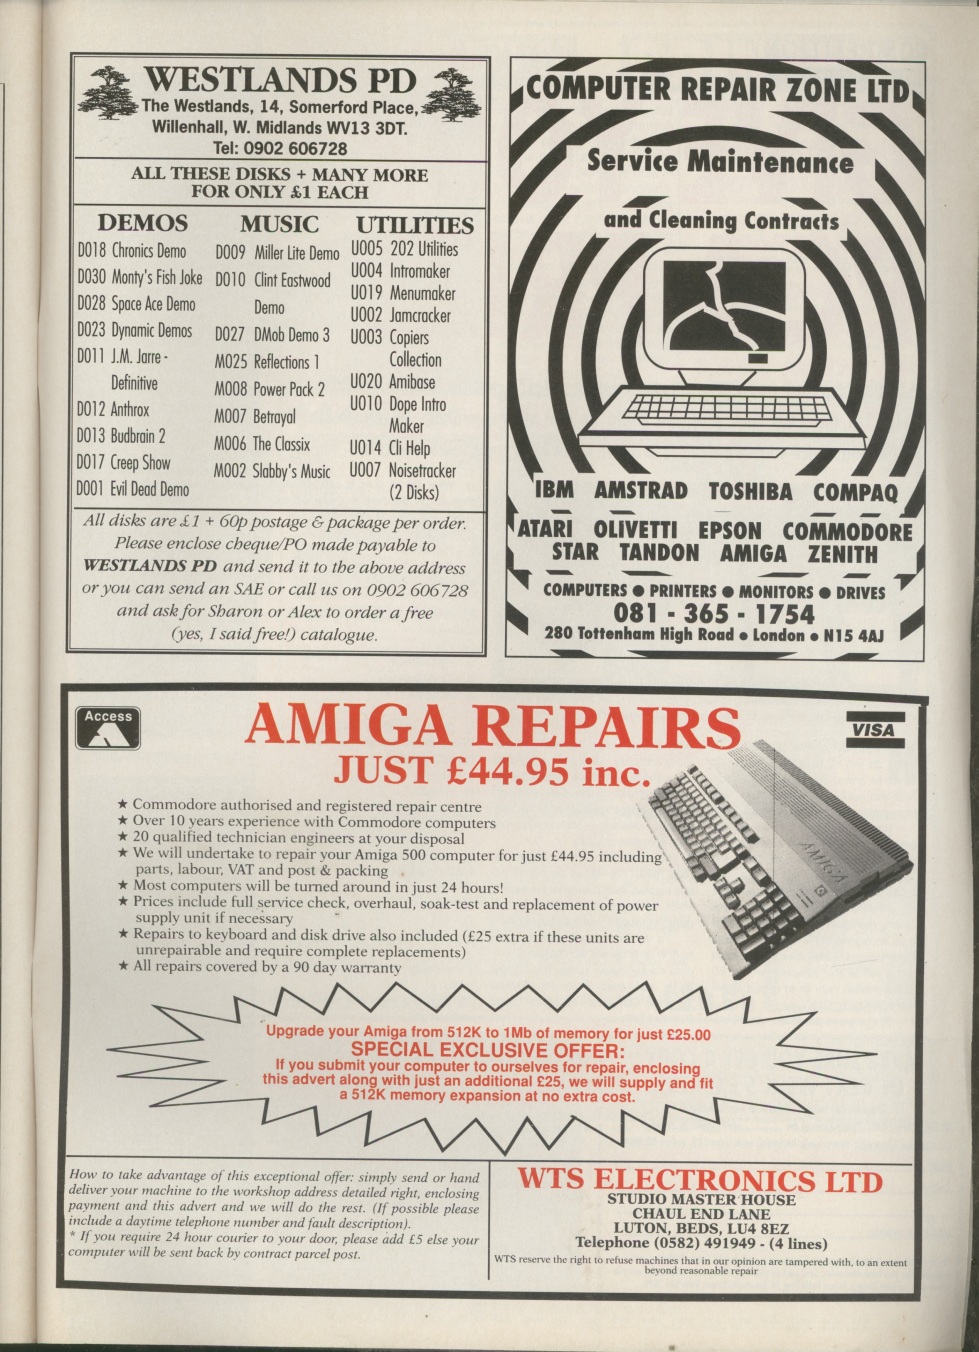 WESTLANDS PD
The Westlands, 14, Somerford Place,
Willenhall, W. Midlands WV13 3DT.
Tel: 0902 606728
ALL THESE DISKS + MANY MORE
FOR ONLY £1 EACH
DEMOS
D018 Chronics Demo
D030 Monty's Fish Joke
D028 Space Ace Demo
D023 Dynamic Demos
D011 J.M. Jarre -
Definitive
D012 Anthrox
D013 Budbrain 2
D017 Creep Show
D001 Evil Dead Demo
MUSIC
D009 Miller Lite Demo
D010 Clint Eastwood
Demo
D027 DMob Demo 3
M025 Reflections 1
M008 Power Pack 2
M007 Betrayal
M006 The Classix
M002 Slabby's Music
UTILITIES
U005 202 Utilities
U004 Intromaker
U019 Menumaker
U002 Jamcracker
U003 Copiers
Collection
U020 Amibase
U010 Dope Intro
Maker
U014 Cli Help
U007 Noisetracker
(2 Disks)
All disks are £1 + 60p postage & package per order.
Please enclose cheque/PO made payable to
WESTLANDS PD and send it to the above address
or you can send an SAE or call us on 0902 606728
and ask for Sharon or Alex to order a free
(yes, I said free!) catalogue.
COMPUTER REPAIR ZONE LTD
Service Maintenance
and Cleaning Contracts
IBM AMSTRAD TOSHIBA COMPAQ
ATARI OLIVETTI EPSON COMMODORE
STAR TANDON AMIGA ZENITH
COMPUTERS ● PRINTERS ● MONITORS ● DRIVES
081 - 365 - 1754
280 Tottenham High Road ● London ● N15 4AJ
Access
AMIGA REPAIRS
VISA
JUST £44.95 inc.
★ Commodore authorised and registered repair centre
★ Over 10 years experience with Commodore computers
★ 20 qualified technician engineers at your disposal
★ We will undertake to repair your Amiga 500 computer for just £44.95 including
parts, labour, VAT and post & packing
★ Most computers will be turned around in just 24 hours!
★ Prices include full service check, overhaul, soak-test and replacement of power
supply unit if necessary
★ Repairs to keyboard and disk drive also included (£25 extra if these units are
unrepairable and require complete replacements)
★ All repairs covered by a 90 day warranty
AMIGA
Upgrade your Amiga from 512K to 1Mb of memory for just £25.00
SPECIAL EXCLUSIVE OFFER:
If you submit your computer to ourselves for repair, enclosing
this advert along with just an additional £25, we will supply and fit
a 512K memory expansion at no extra cost.
How to take advantage of this exceptional offer: simply send or hand
deliver your machine to the workshop address detailed right, enclosing
payment and this advert and we will do the rest. (If possible please
include a daytime telephone number and fault description).
* If you require 24 hour courier to your door, please add £5 else your
computer will be sent back by contract parcel post.
WTS ELECTRONICS LTD
STUDIO MASTER HOUSE
CHAUL END LANE
LUTON, BEDS, LU4 8EZ
Telephone (0582) 491949 - (4 lines)
WTS reserve the right to refuse machines that in our opinion are tampered with, to an extent
beyond reasonable repair